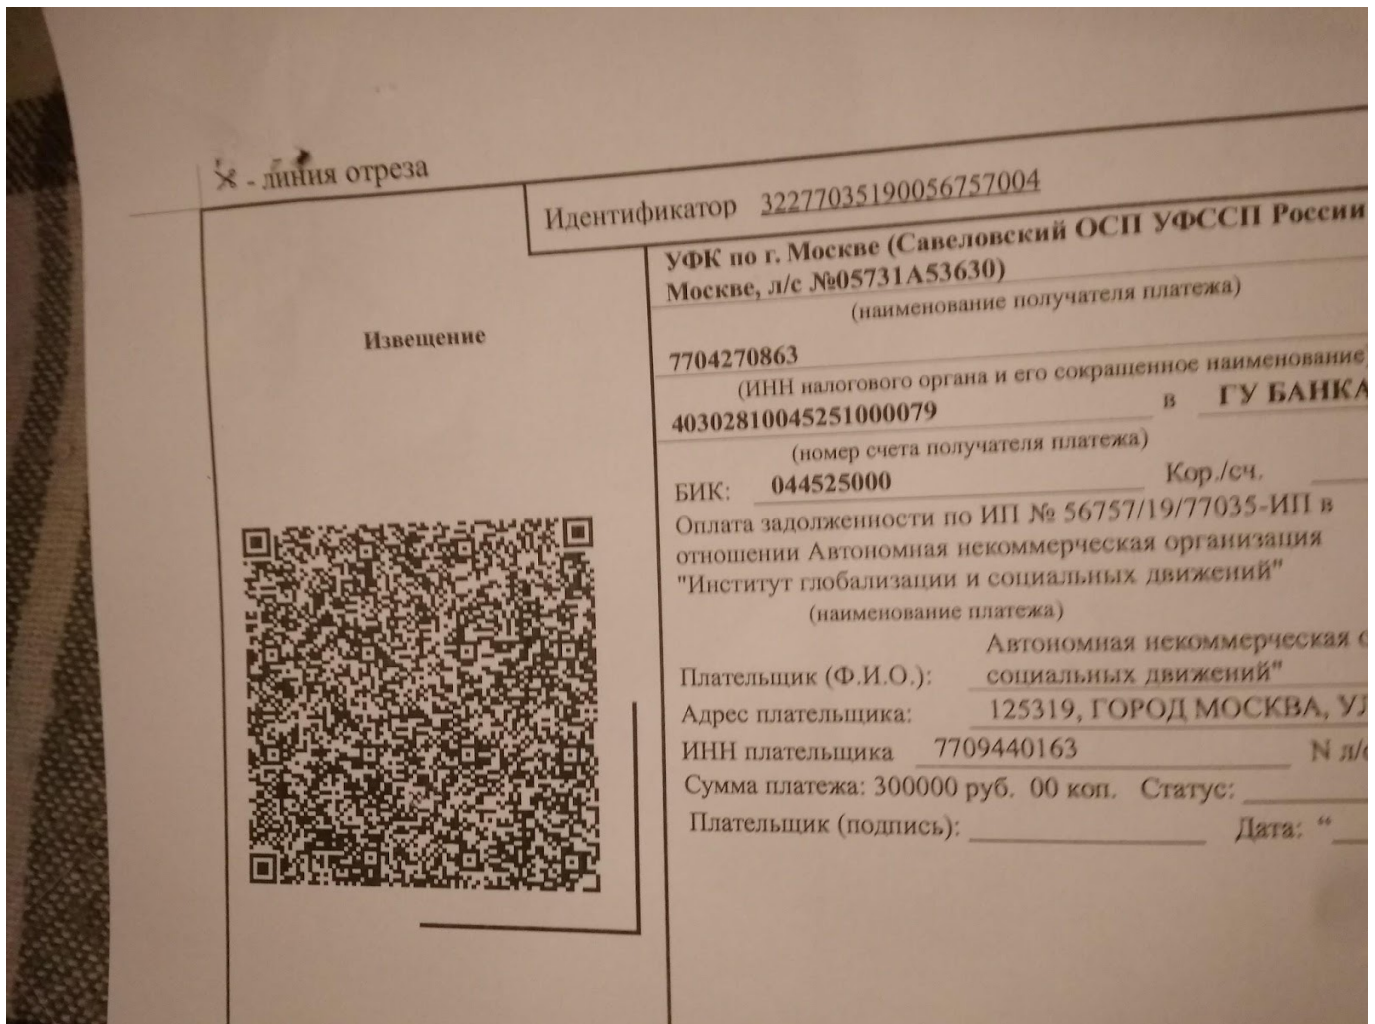 - линия отреза
Идентификатор 32277035190056757004
УФК по г. Москве (Савеловский ОСП УФССП России
Москве, л/с №05731А53630)
(наименование получателя платежа)
Извещение
7704270863
(ИНН налогового органа и его сокращенное наименование)
40302810045251000079 в ГУ БАНКА
(номер счета получателя платежа)
БИК: 044525000 Кор./сч.
Оплата задолженности по ИП № 56757/19/77035-ИП в
отношении Автономная некоммерческая организация
"Институт глобализации и социальных движений"
(наименование платежа)
Автономная некоммерческая о
Плательщик (Ф.И.О.): социальных движений"
Адрес плательщика: 125319, ГОРОД МОСКВА, УЛ
ИНН плательщика 7709440163 N л/с
Сумма платежа: 300000 руб. 00 коп. Статус:
Плательщик (подпись): Дата: “